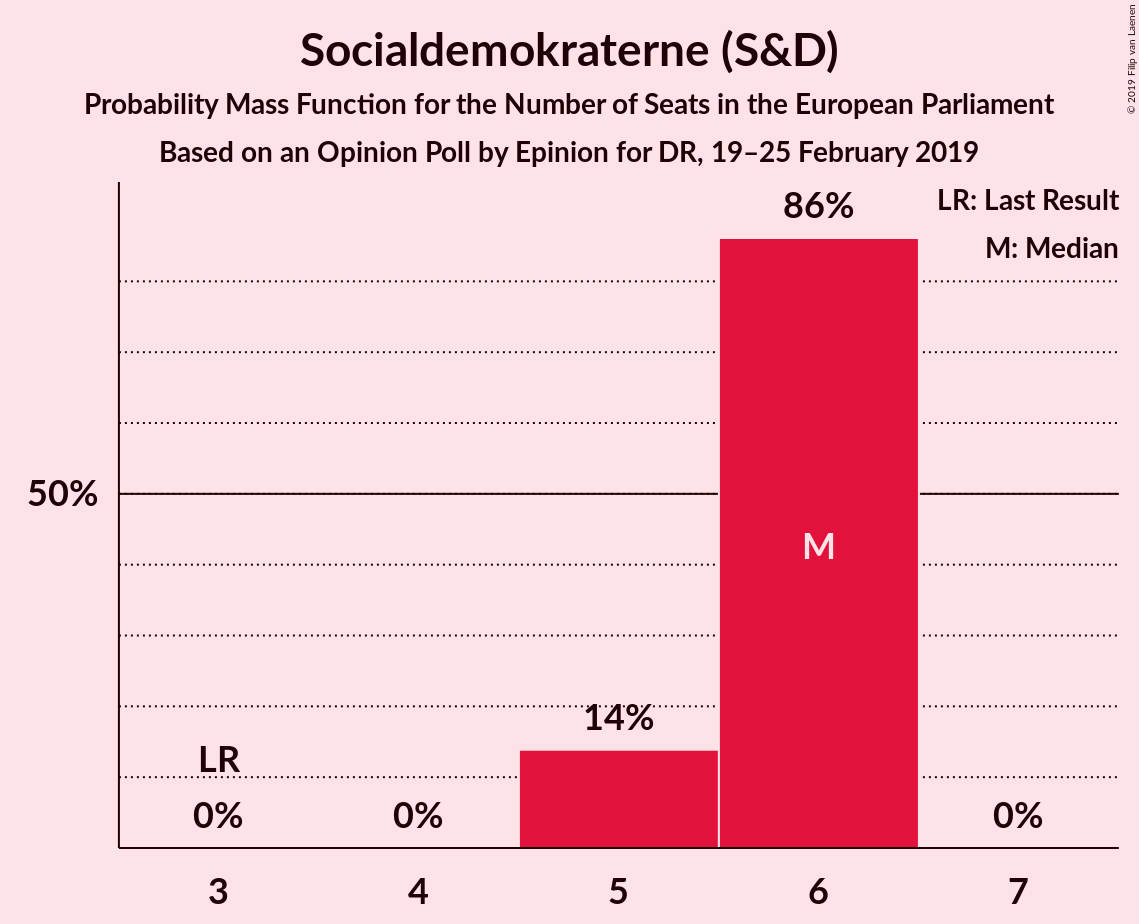 Socialdemokraterne (S&D)
Probability Mass Function for the Number of Seats in the European Parliament
Based on an Opinion Poll by Epinion for DR, 19–25 February 2019
© 2019 Filip van Laenen
LR: Last Result
M: Median
86%
50%
M
14%
LR
0%
0%
0%
3
4
5
6
7